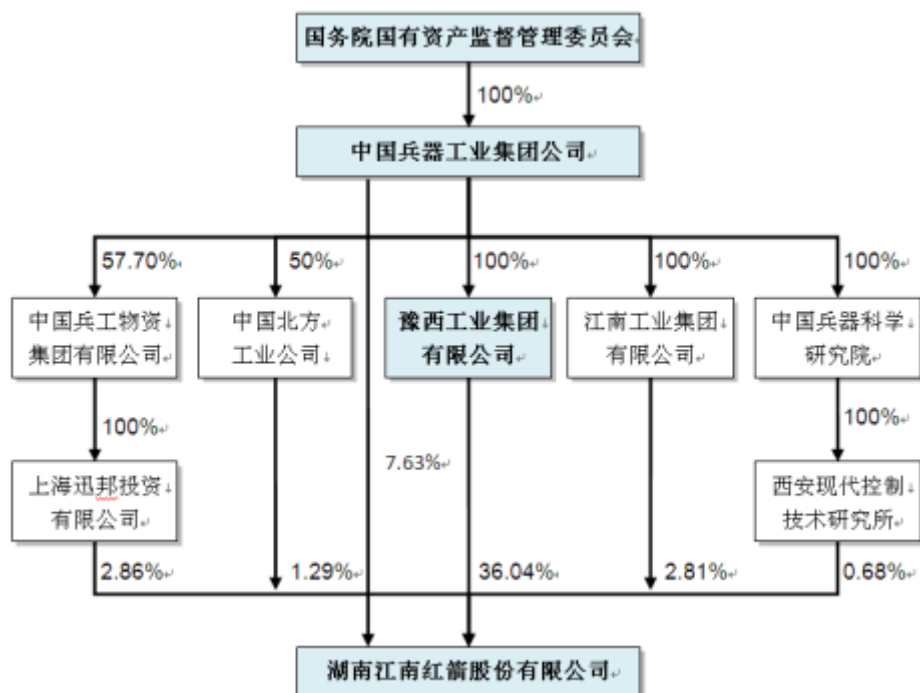 国务院国有资产监督管理委员会
100%
中国兵器工业集团公司
57.70%
50%
100%
100%
100%
中国兵工物资
集团有限公司
中国北方
工业公司
豫西工业集团
有限公司
江南工业集团
有限公司
中国兵器科学
研究院
100%
7.63%
100%
上海迅邦投资
有限公司
西安现代控制
技术研究所
2.86%
1.29%
36.04%
2.81%
0.68%
湖南江南红箭股份有限公司